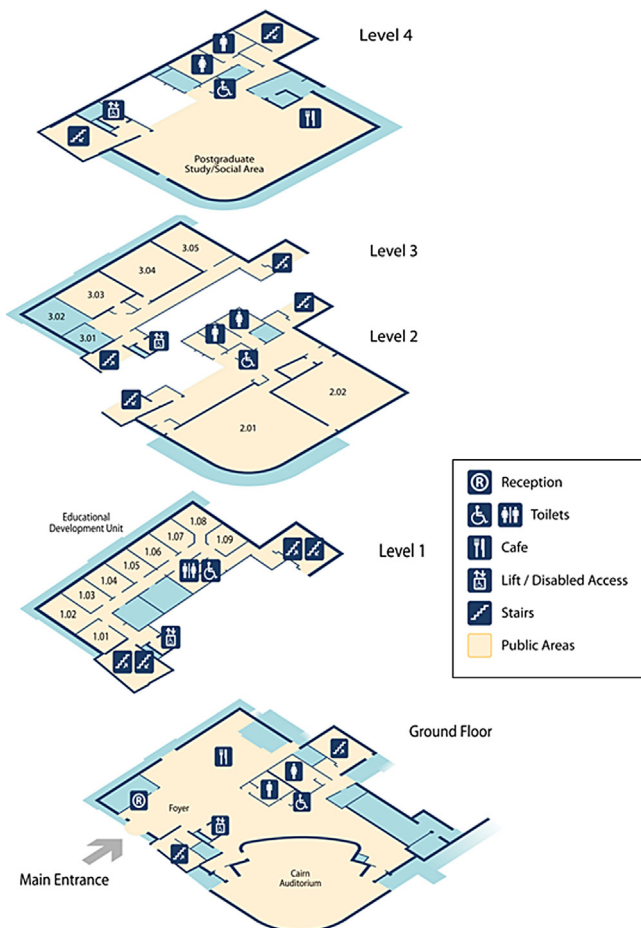 Level 4
Postgraduate
Study/Social Area
Level 3
3.05
3.04
3.03
3.02
3.01
Level 2
2.02
2.01
Educational
Development Unit
Level 1
1.08
1.07
1.09
1.06
1.05
1.04
1.03
1.02
1.01
R Reception
Toilets
Cafe
Lift / Disabled Access
Stairs
Public Areas
Ground Floor
R
Foyer
Main Entrance
Cairn
Auditorium